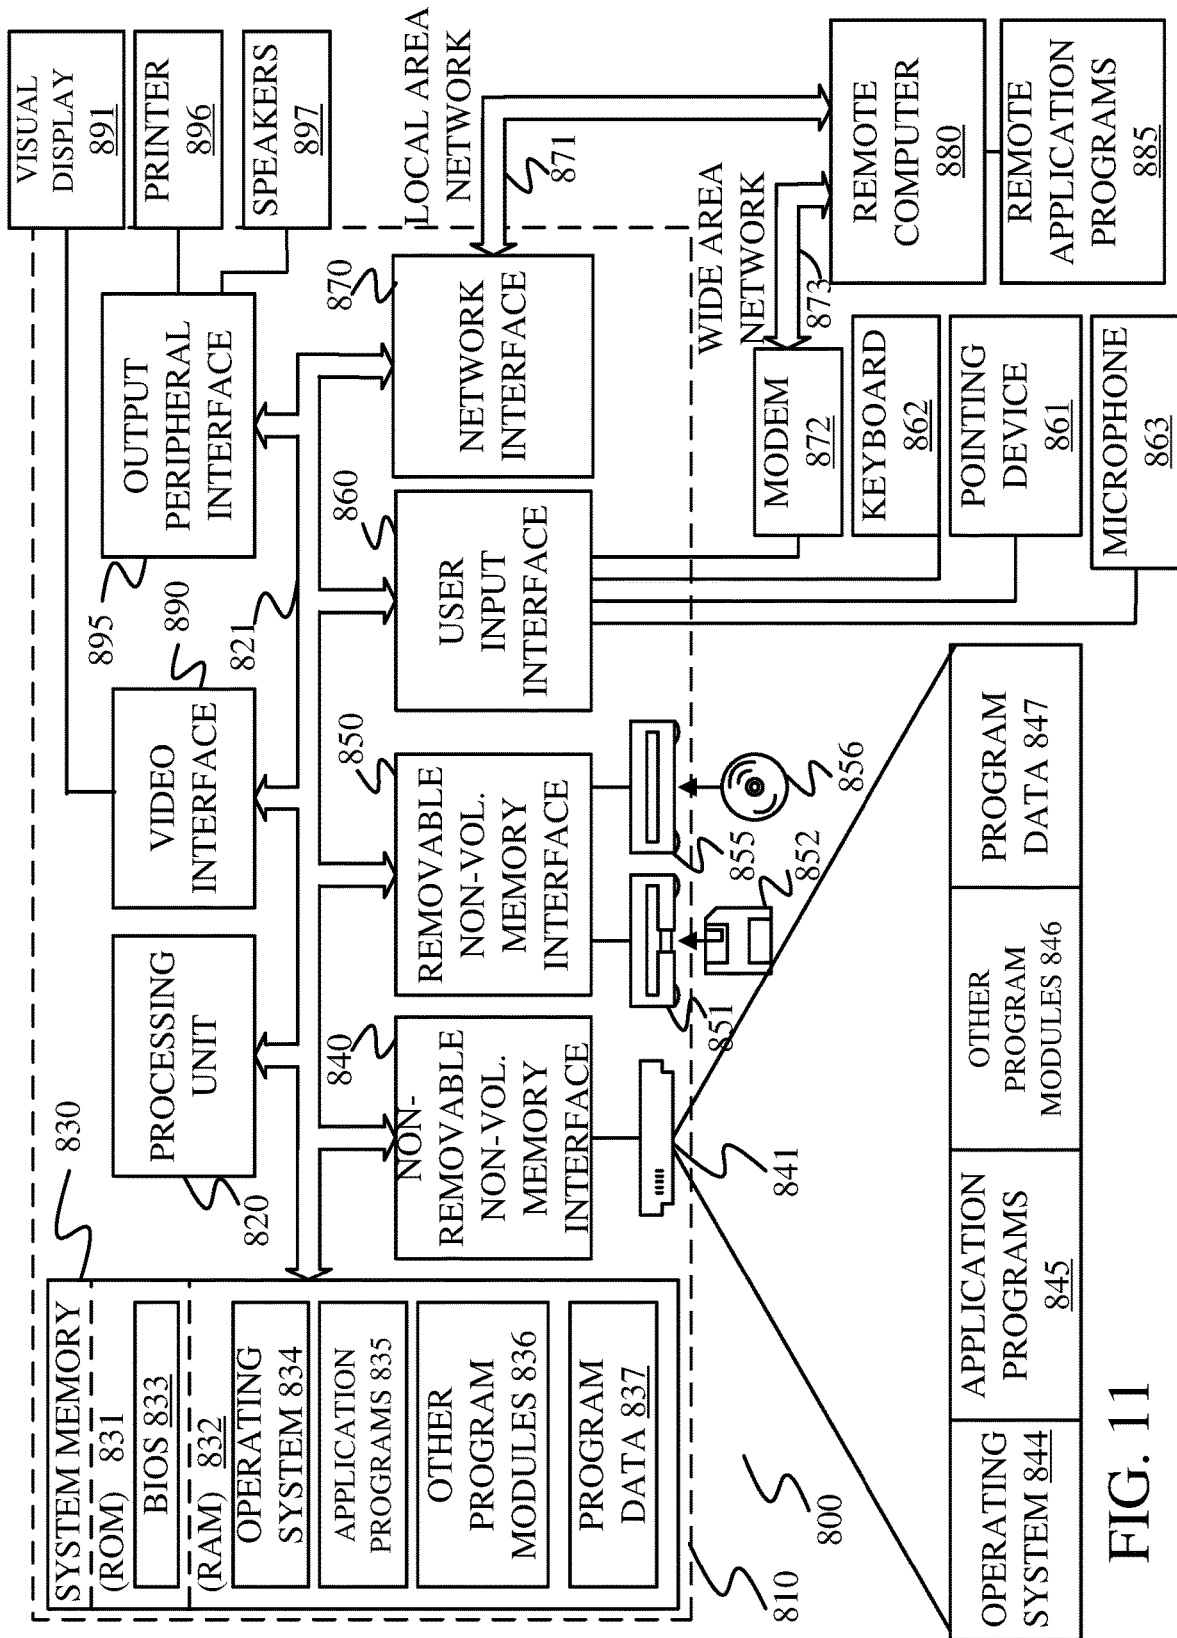 SYSTEM MEMORY
(ROM) 831
BIOS 833
(RAM) 832
OPERATING
SYSTEM 834
APPLICATION
PROGRAMS 835
OTHER
PROGRAM
MODULES 836
PROGRAM
DATA 837
830
820
PROCESSING
UNIT
VIDEO
INTERFACE
890
895
OUTPUT
PERIPHERAL
INTERFACE
821
VISUAL
DISPLAY
891
PRINTER
896
SPEAKERS
897
840
NON-
REMOVABLE
NON-VOL.
MEMORY
INTERFACE
850
REMOVABLE
NON-VOL.
MEMORY
INTERFACE
860
USER
INPUT
INTERFACE
870
NETWORK
INTERFACE
LOCAL AREA
NETWORK
871
810
800
841
851
852
855
856
WIDE AREA
NETWORK
873
MODEM
872
KEYBOARD
862
POINTING
DEVICE
861
MICROPHONE
863
REMOTE
COMPUTER
880
REMOTE
APPLICATION
PROGRAMS
885
OPERATING
SYSTEM 844
APPLICATION
PROGRAMS
845
OTHER
PROGRAM
MODULES 846
PROGRAM
DATA 847
FIG. 11